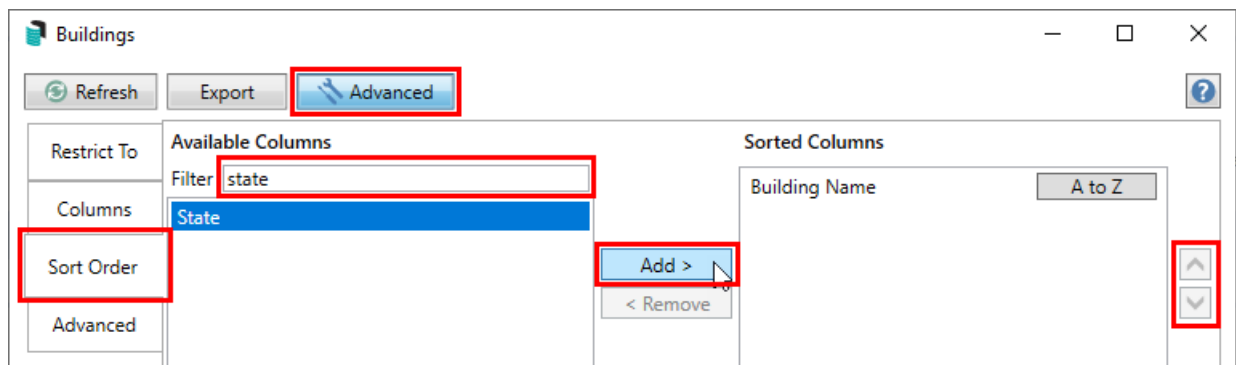 Buildings
Refresh Export Advanced ?
Restrict To
Columns
Sort Order
Advanced
Available Columns
Filter state
State
Add >
< Remove
Sorted Columns
Building Name A to Z